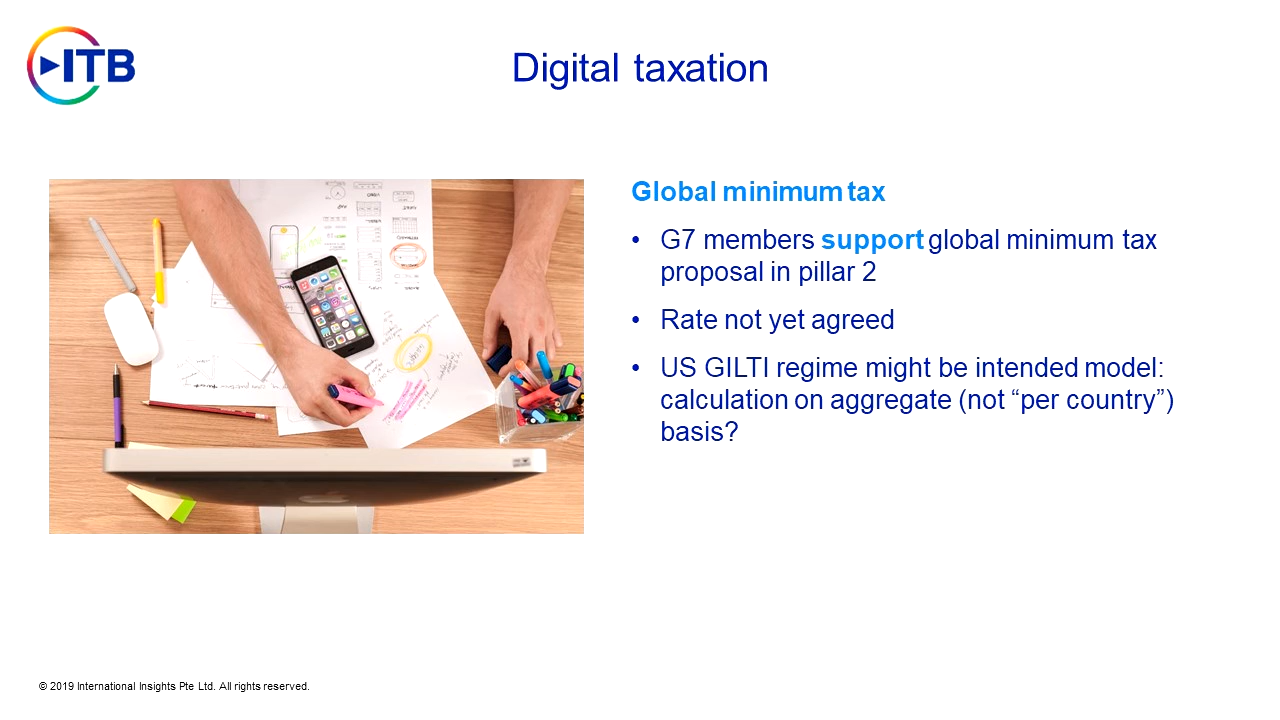 ITB
Digital taxation
Global minimum tax
• G7 members support global minimum tax
proposal in pillar 2
• Rate not yet agreed
• US GILTI regime might be intended model:
calculation on aggregate (not “per country”)
basis?
© 2019 International Insights Pte Ltd. All rights reserved.